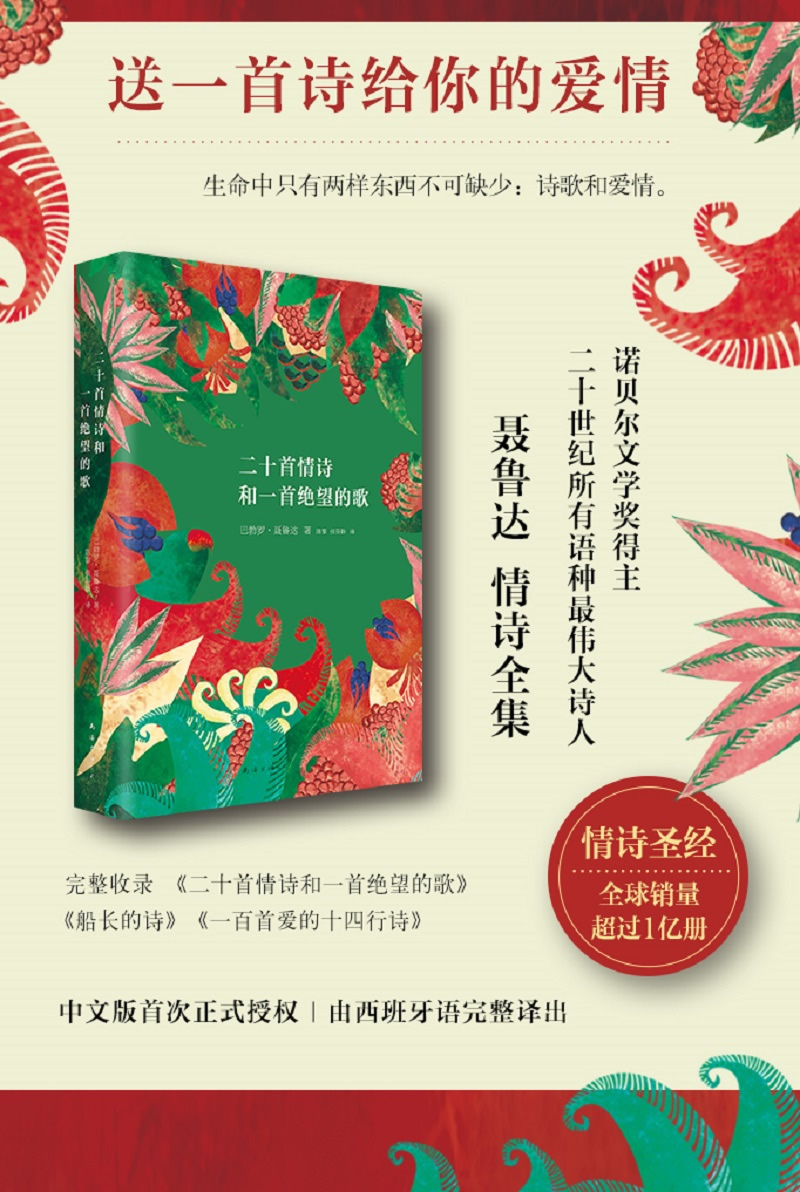 送一首诗给你的爱情
生命中只有两样东西不可缺少：诗歌和爱情。
诺贝尔文学奖得主
二十世纪所有语种最伟大诗人
聂鲁达 情诗全集
二十首情诗和
一首绝望的歌
二十首情诗
和一首绝望的歌
巴勃罗·聂鲁达 著
情诗圣经
全球销量
超过1亿册
完整收录 《二十首情诗和一首绝望的歌》
《船长的诗》《一百首爱的十四行诗》
中文版首次正式授权 | 由西班牙语完整译出